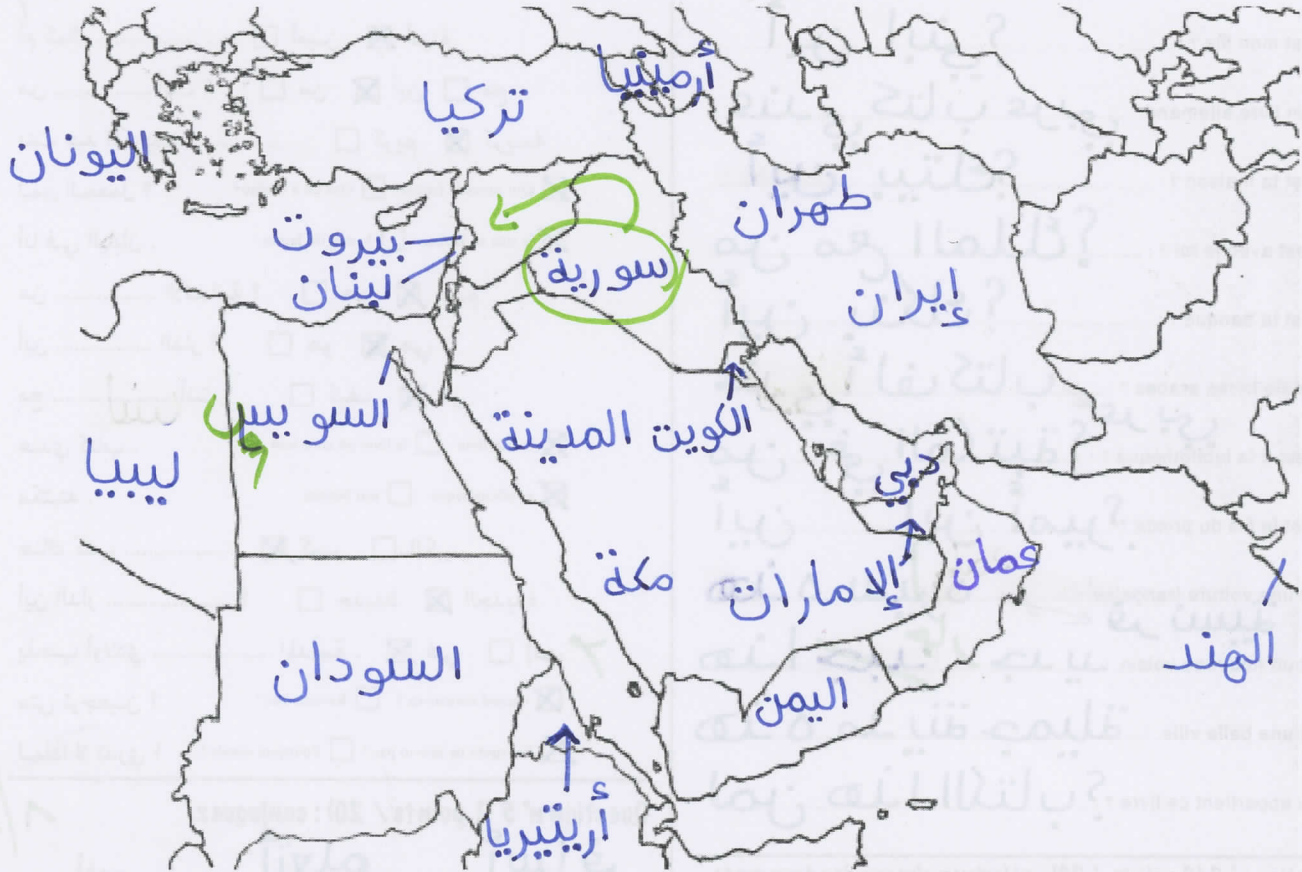 أرمينيا
تركيا
اليونان
طهران
بيروت
لبنان
سورية
إيران
السويس
المدينة
الكويت
ليبيا
دبي
مكة
الإماران
عمان
الهند
السودان
اليمن
أريتيريا